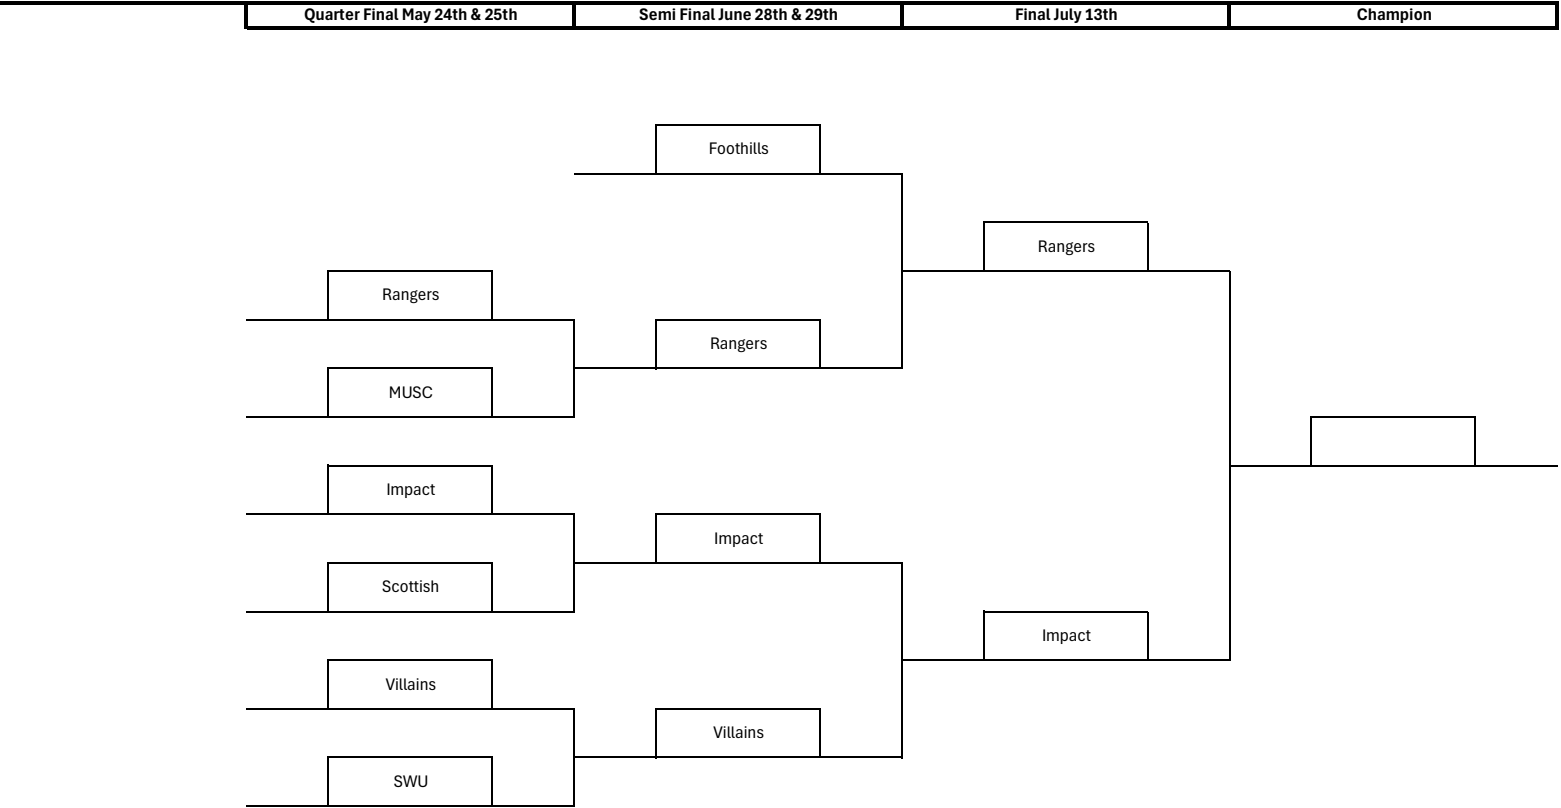 Quarter Final May 24th & 25th
Semi Final June 28th & 29th
Final July 13th
Champion
Foothills
Rangers
Rangers
Rangers
MUSC
Impact
Impact
Scottish
Impact
Villains
Villains
SWU